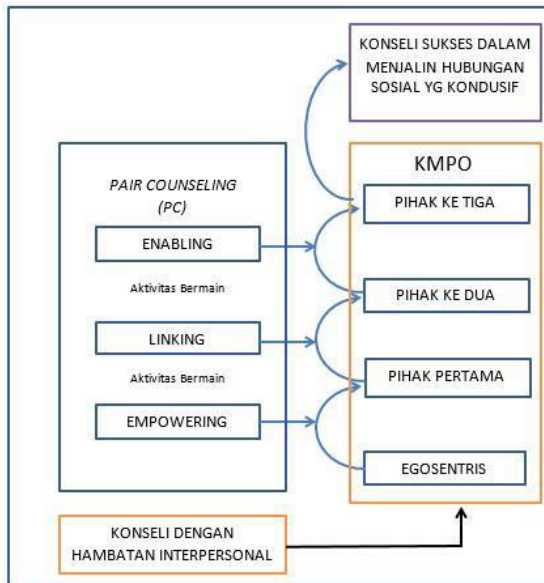 KONSELI SUKSES DALAM
MENJALIN HUBUNGAN
SOSIAL YG KONDUSIF
PAIR COUNSELING
(PC)
ENABLING
Aktivitas Bermain
LINKING
Aktivitas Bermain
EMPOWERING
KMPO
PIHAK KE TIGA
PIHAK KE DUA
PIHAK PERTAMA
EGOSENTRIS
KONSELI DENGAN
HAMBATAN INTERPERSONAL